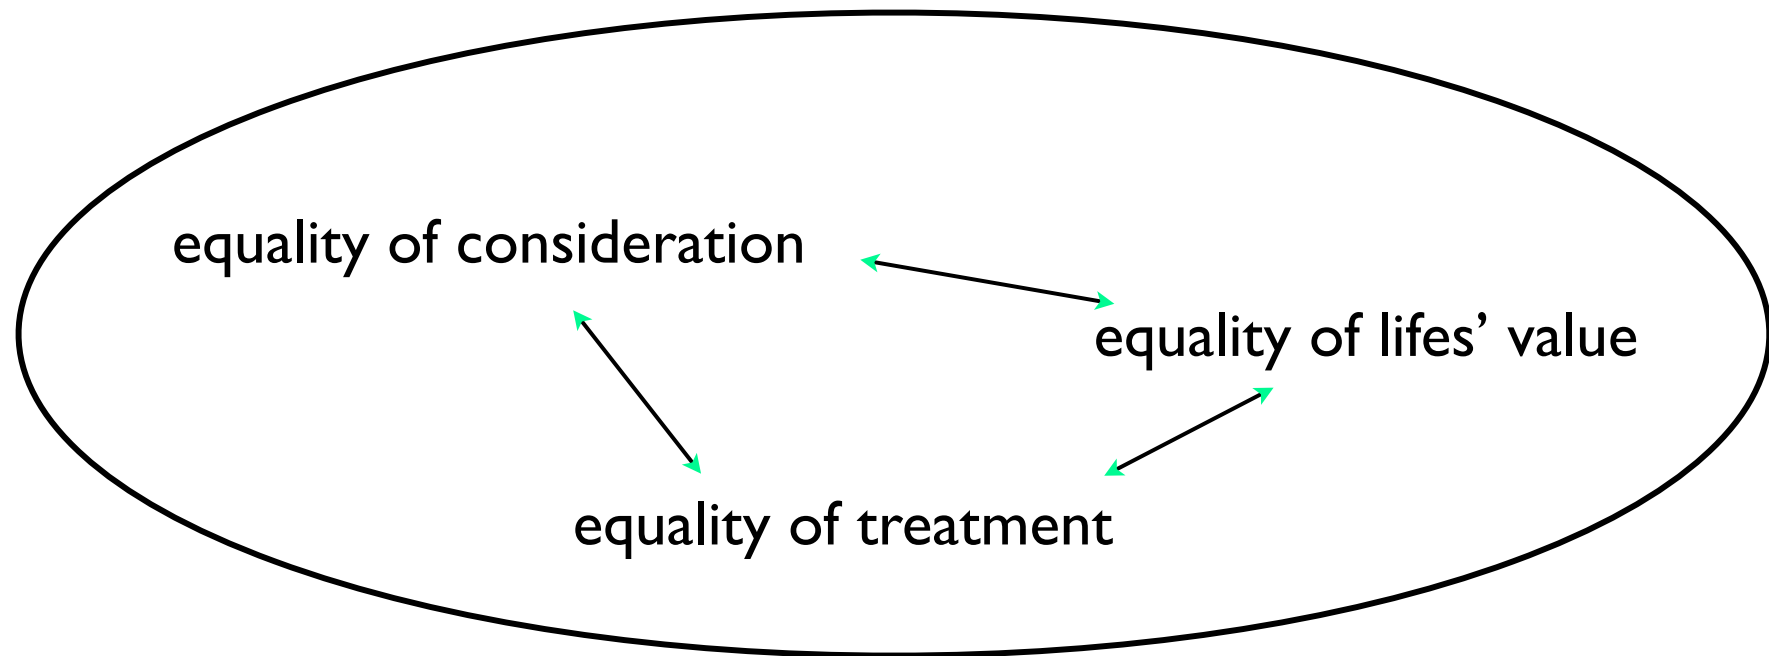 equality of consideration
equality of lifes’ value
equality of treatment